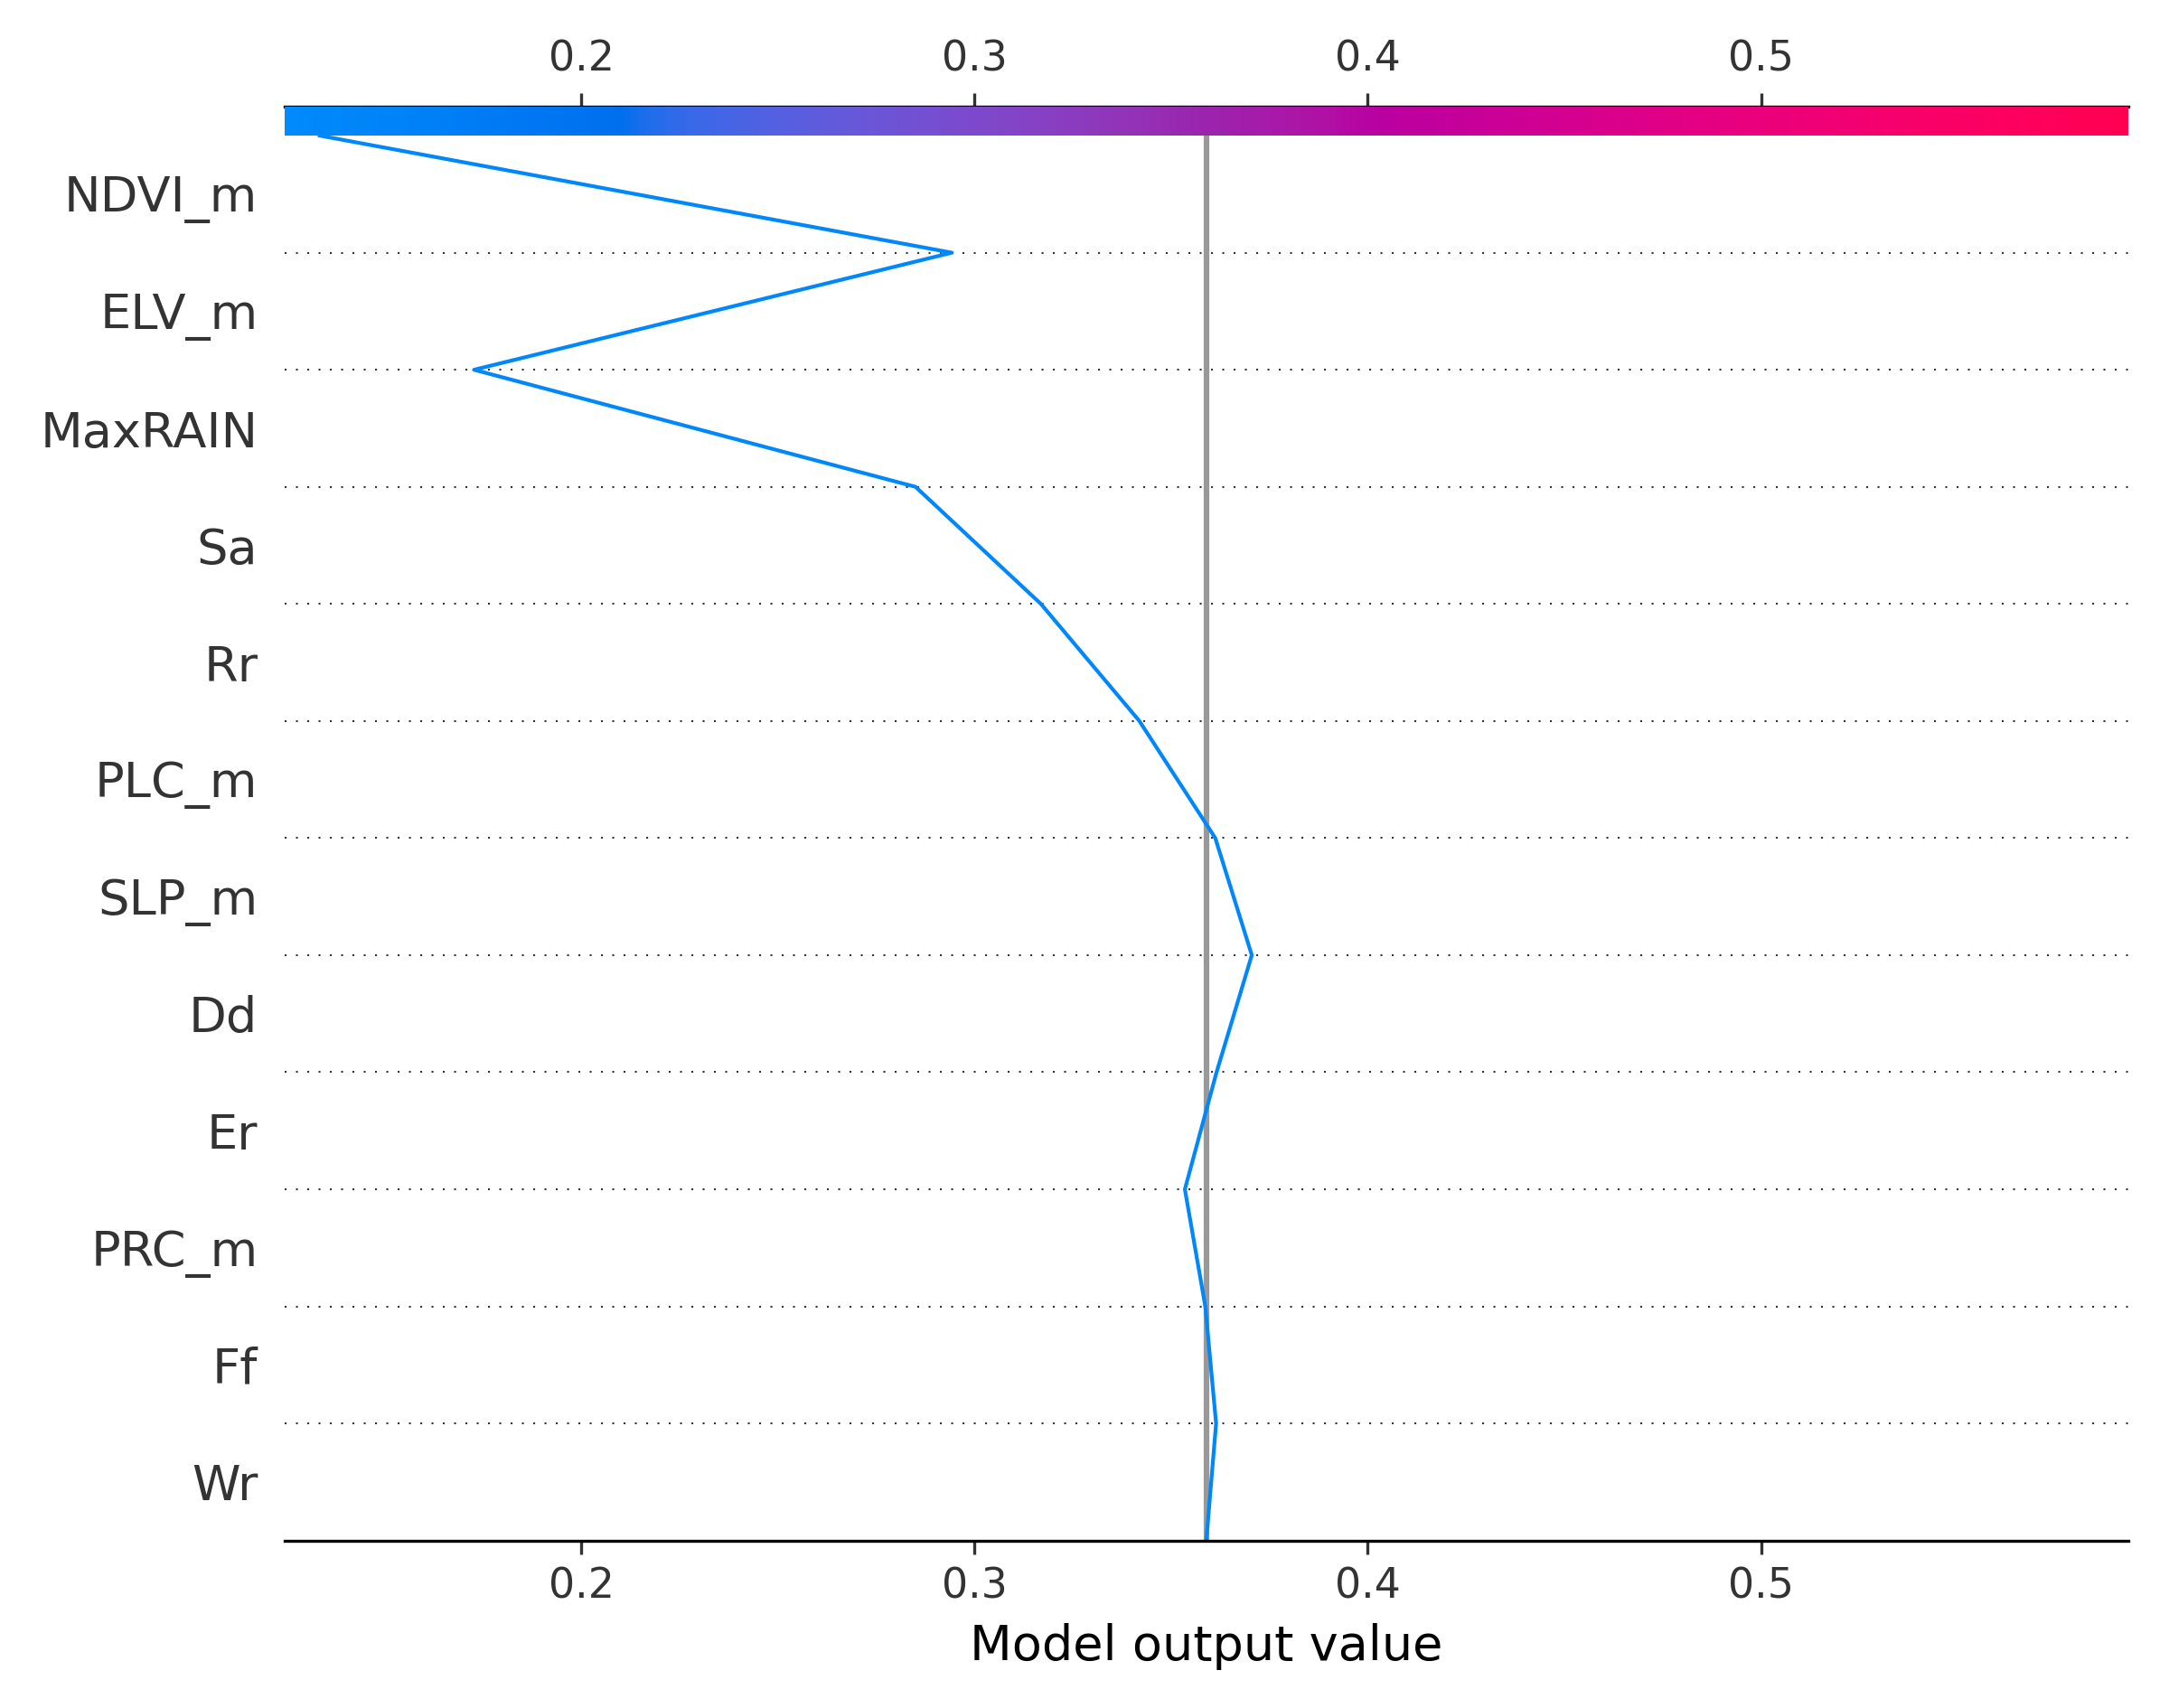 0.2 0.3 0.4 0.5
NDVI_m
ELV_m
MaxRAIN
Sa
Rr
PLC_m
SLP_m
Dd
Er
PRC_m
Ff
Wr
0.2 0.3 0.4 0.5
Model output value